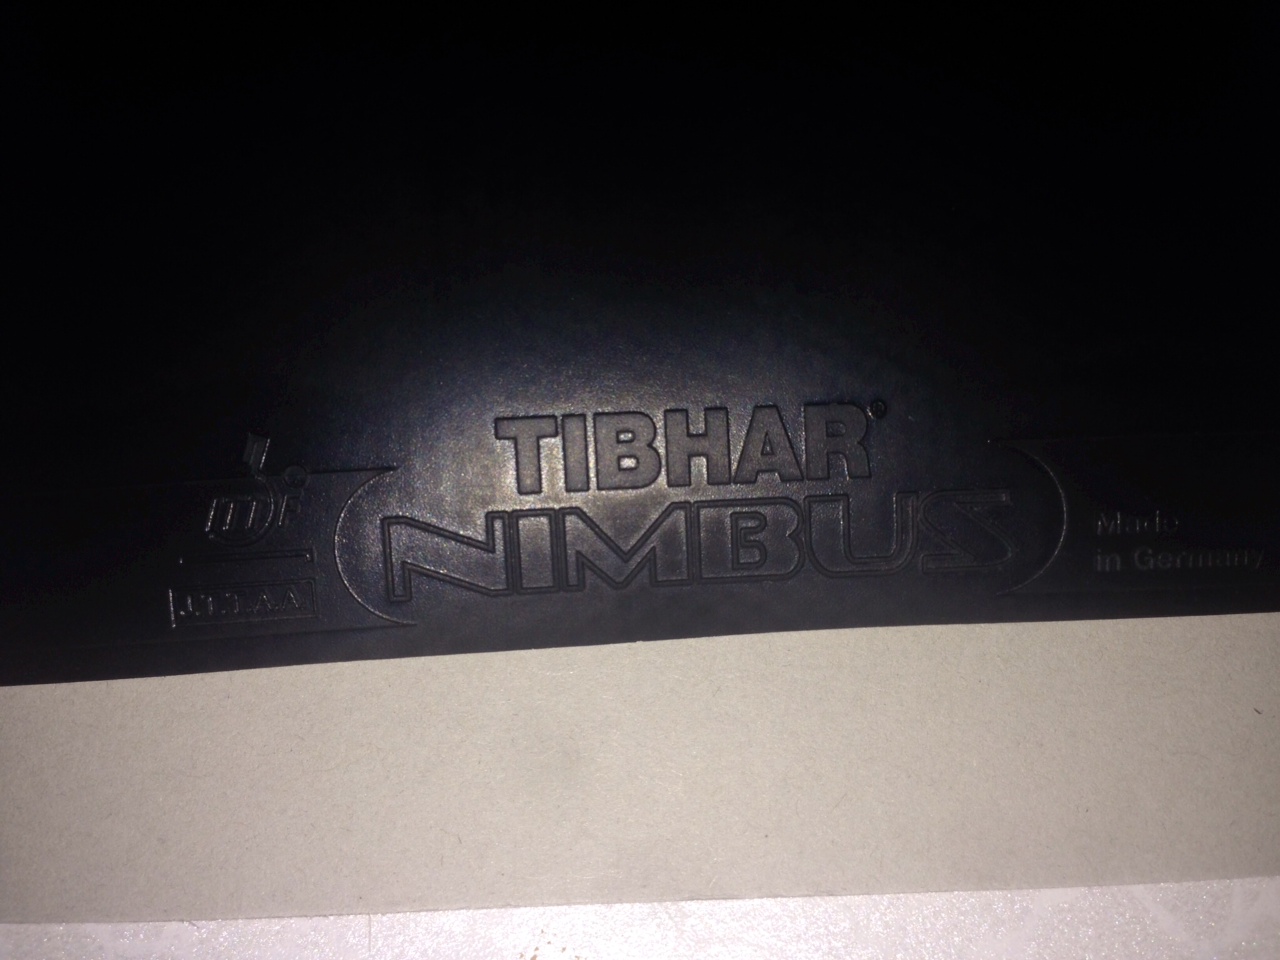 TIBHAR®
NIMBUS
ITTF
J.T.T.A.A
Made
in Germany